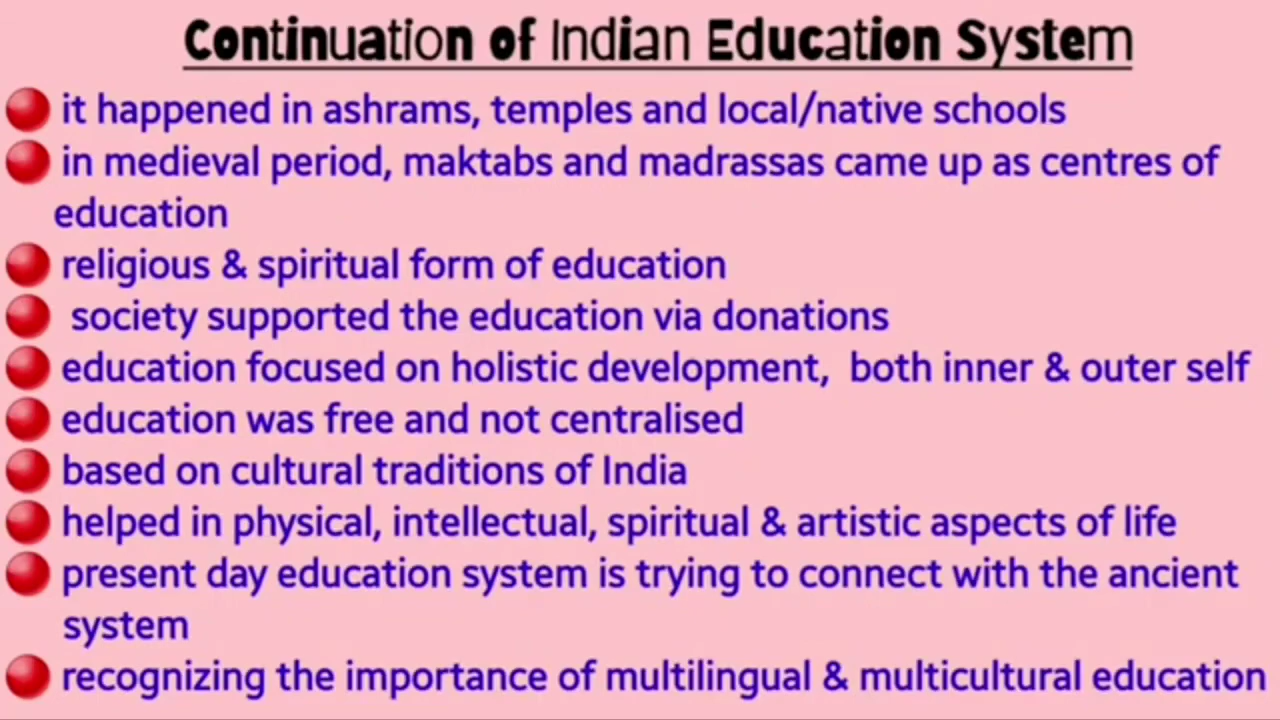 Continuation of Indian Education System
it happened in ashrams, temples and local/native schools
in medieval period, maktabs and madrassas came up as centres of
education
religious & spiritual form of education
society supported the education via donations
education focused on holistic development, both inner & outer self
education was free and not centralised
based on cultural traditions of India
helped in physical, intellectual, spiritual & artistic aspects of life
present day education system is trying to connect with the ancient
system
recognizing the importance of multilingual & multicultural education